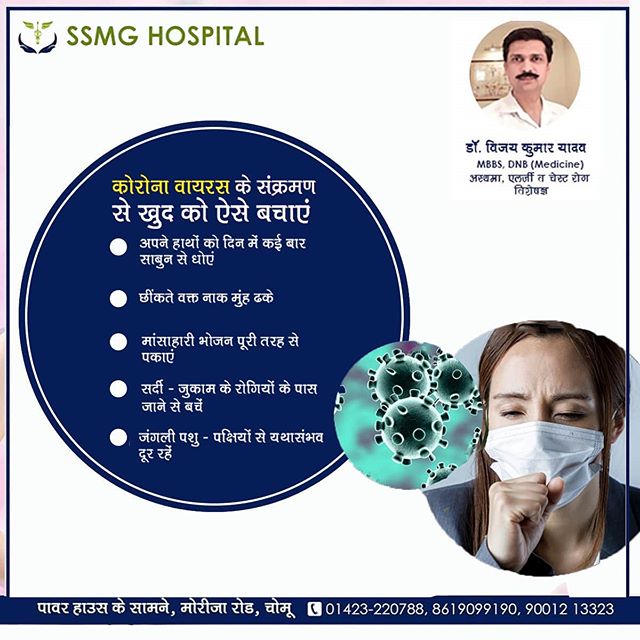 SSMG HOSPITAL
डॉ. विजय कुमार यादव
MBBS, DNB (Medicine)
अस्थमा, एलर्जी व चेस्ट रोग
विशेषज्ञ
कोरोना वायरस के संक्रमण
से खुद को ऐसे बचाएं
अपने हाथों को दिन में कई बार
साबुन से धोएं
छींकते वक्त नाक मुंह ढके
मांसाहारी भोजन पूरी तरह से
पकाएं
सर्दी - जुकाम के रोगियों के पास
जाने से बचें
जंगली पशु - पक्षियों से यथासंभव
दूर रहें
पावर हाउस के सामने, मोरीजा रोड, चोमू 01423-220788, 8619099190, 90012 13323